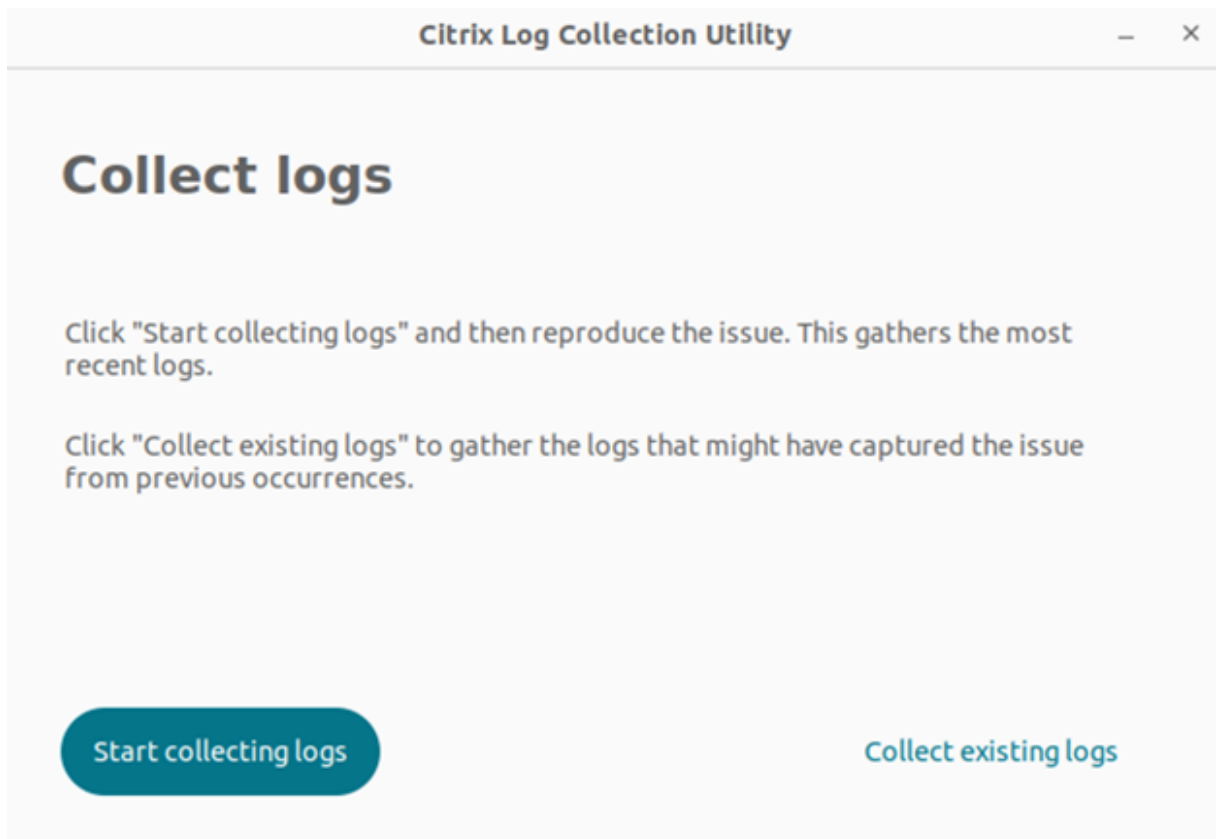 Citrix Log Collection Utility
Collect logs
Click "Start collecting logs" and then reproduce the issue. This gathers the most
recent logs.
Click "Collect existing logs" to gather the logs that might have captured the issue
from previous occurrences.
Start collecting logs
Collect existing logs